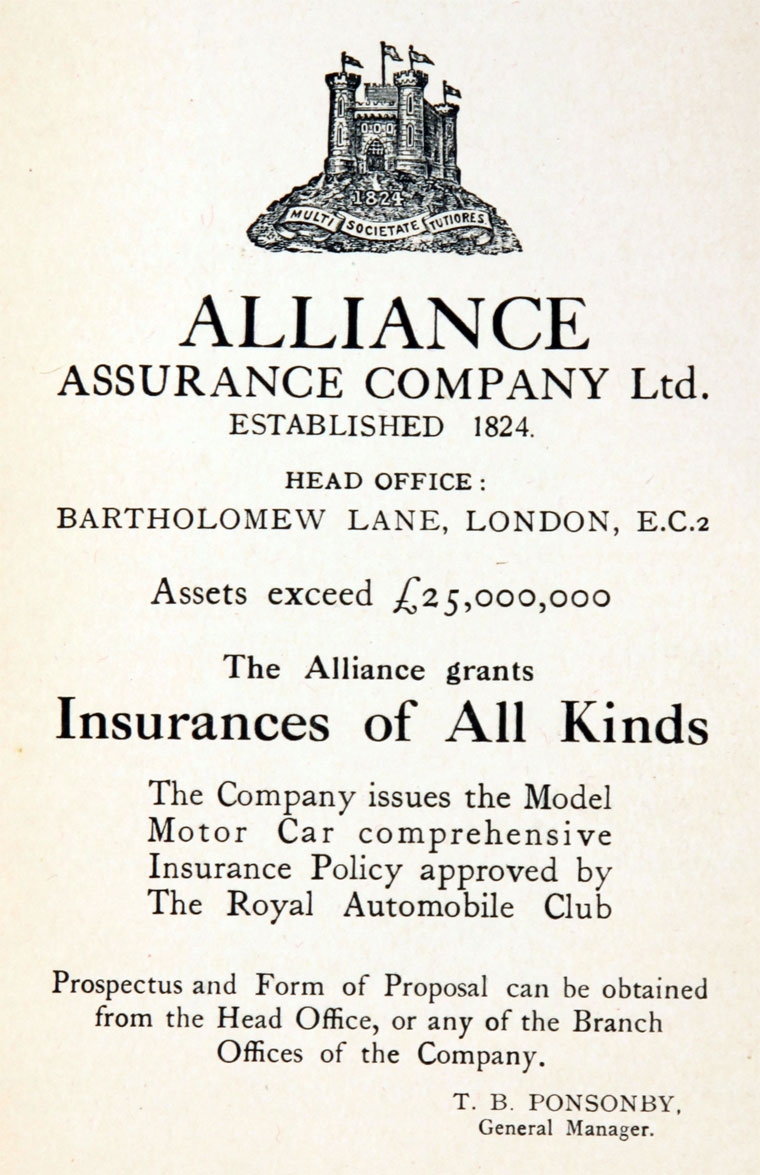 1824
MULTI SOCIETATE TUTIORES
ALLIANCE
ASSURANCE COMPANY Ltd.
ESTABLISHED 1824.
HEAD OFFICE:
BARTHOLOMEW LANE, LONDON, E.C.2
Assets exceed £25,000,000
The Alliance grants
Insurances of All Kinds
The Company issues the Model
Motor Car comprehensive
Insurance Policy approved by
The Royal Automobile Club
Prospectus and Form of Proposal can be obtained
from the Head Office, or any of the Branch
Offices of the Company.
T. B. PONSONBY,
General Manager.